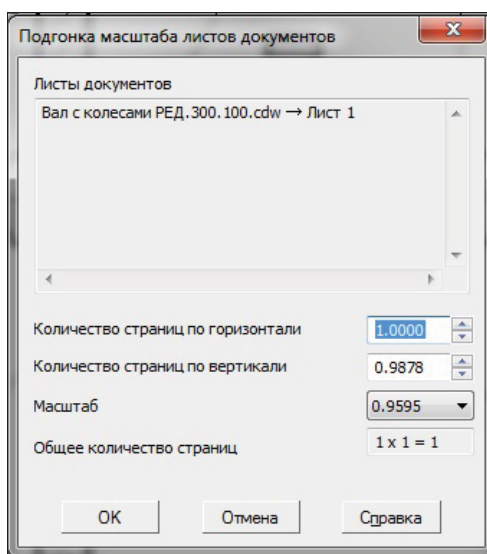 Подгонка масштаба листов документов
Листы документов
Вал с колесами РЕД.300.100.cdw → Лист 1
Количество страниц по горизонтали 1.0000
Количество страниц по вертикали 0.9878
Масштаб 0.9595
Общее количество страниц 1 x 1 = 1
OK Отмена Справка